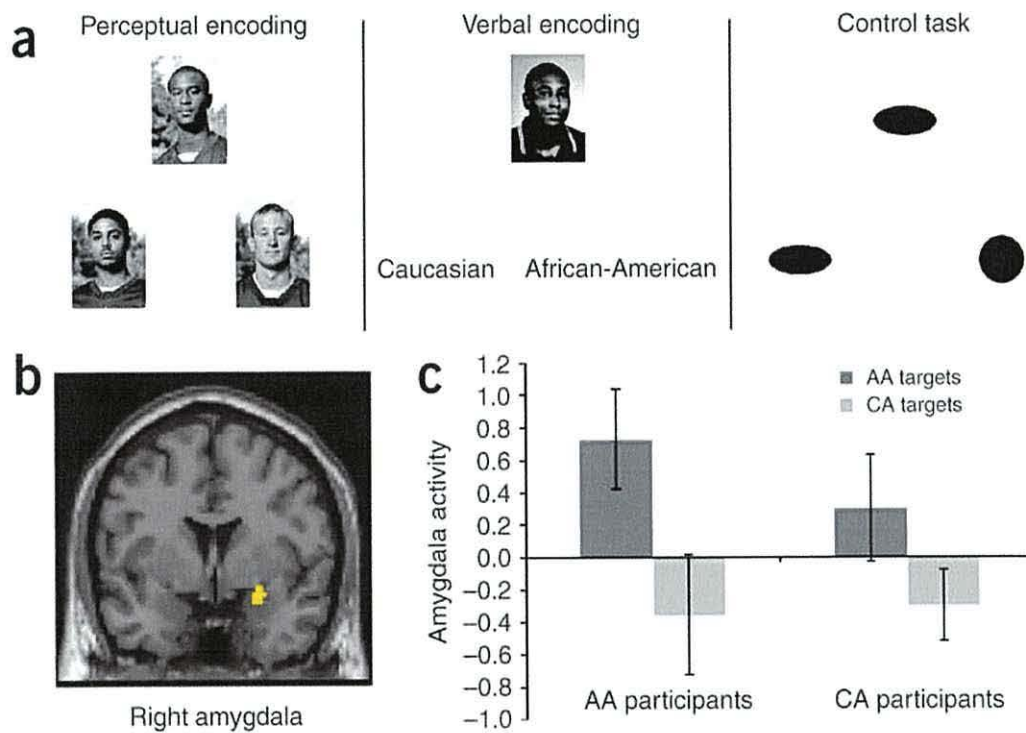 a
Perceptual encoding
Verbal encoding
Control task
Caucasian African-American
b
Right amygdala
c
Amygdala activity
1.2
1.0
0.8
0.6
0.4
0.2
0.0
−0.2
−0.4
−0.6
−0.8
−1.0
AA targets
CA targets
AA participants
CA participants